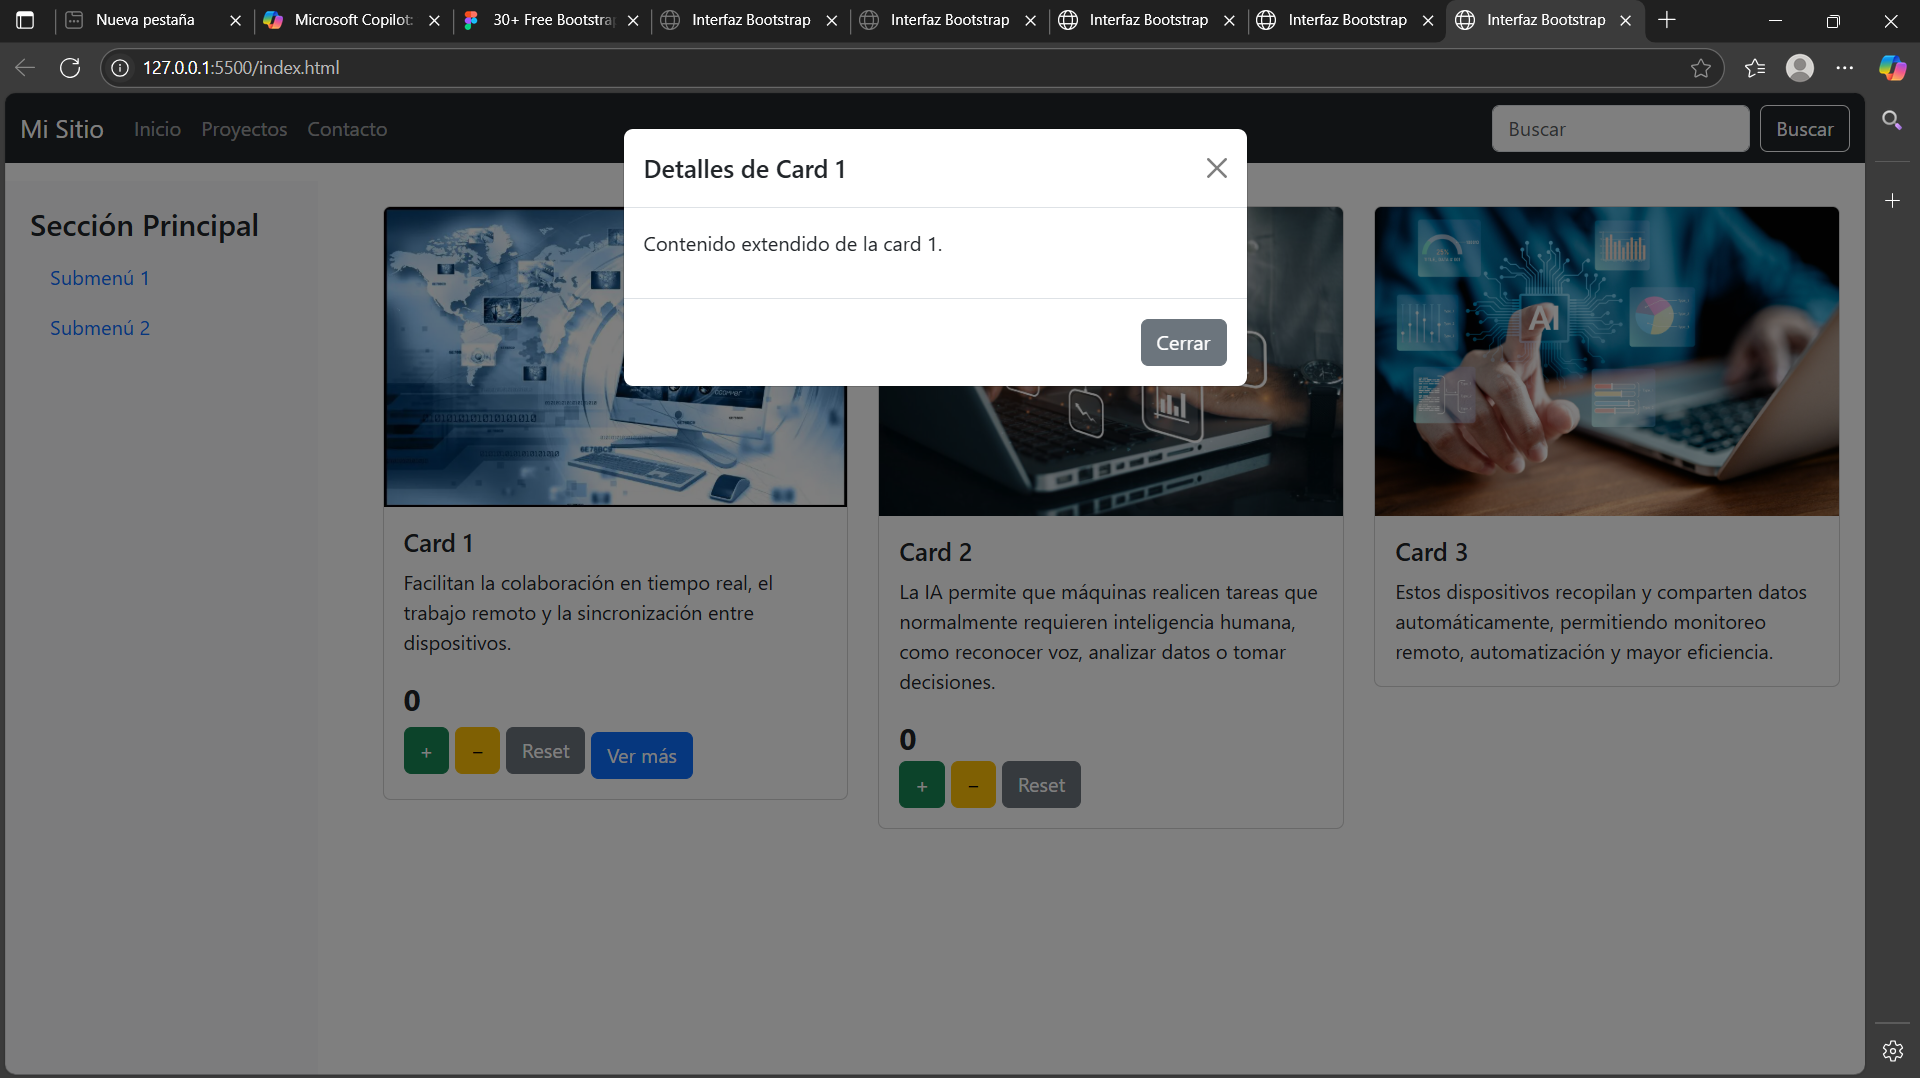 Nueva pestaña
Microsoft Copilot:
30+ Free Bootstra
Interfaz Bootstrap
Interfaz Bootstrap
Interfaz Bootstrap
Interfaz Bootstrap
Interfaz Bootstrap
127.0.0.1:5500/index.html
Mi Sitio
Inicio
Proyectos
Contacto
Buscar
Buscar
Detalles de Card 1
Contenido extendido de la card 1.
Cerrar
Sección Principal
Submenú 1
Submenú 2
AI
Card 1
Facilitan la colaboración en tiempo real, el
trabajo remoto y la sincronización entre
dispositivos.
0
+
−
Reset
Ver más
Card 2
La IA permite que máquinas realicen tareas que
normalmente requieren inteligencia humana,
como reconocer voz, analizar datos o tomar
decisiones.
0
+
−
Reset
Card 3
Estos dispositivos recopilan y comparten datos
automáticamente, permitiendo monitoreo
remoto, automatización y mayor eficiencia.